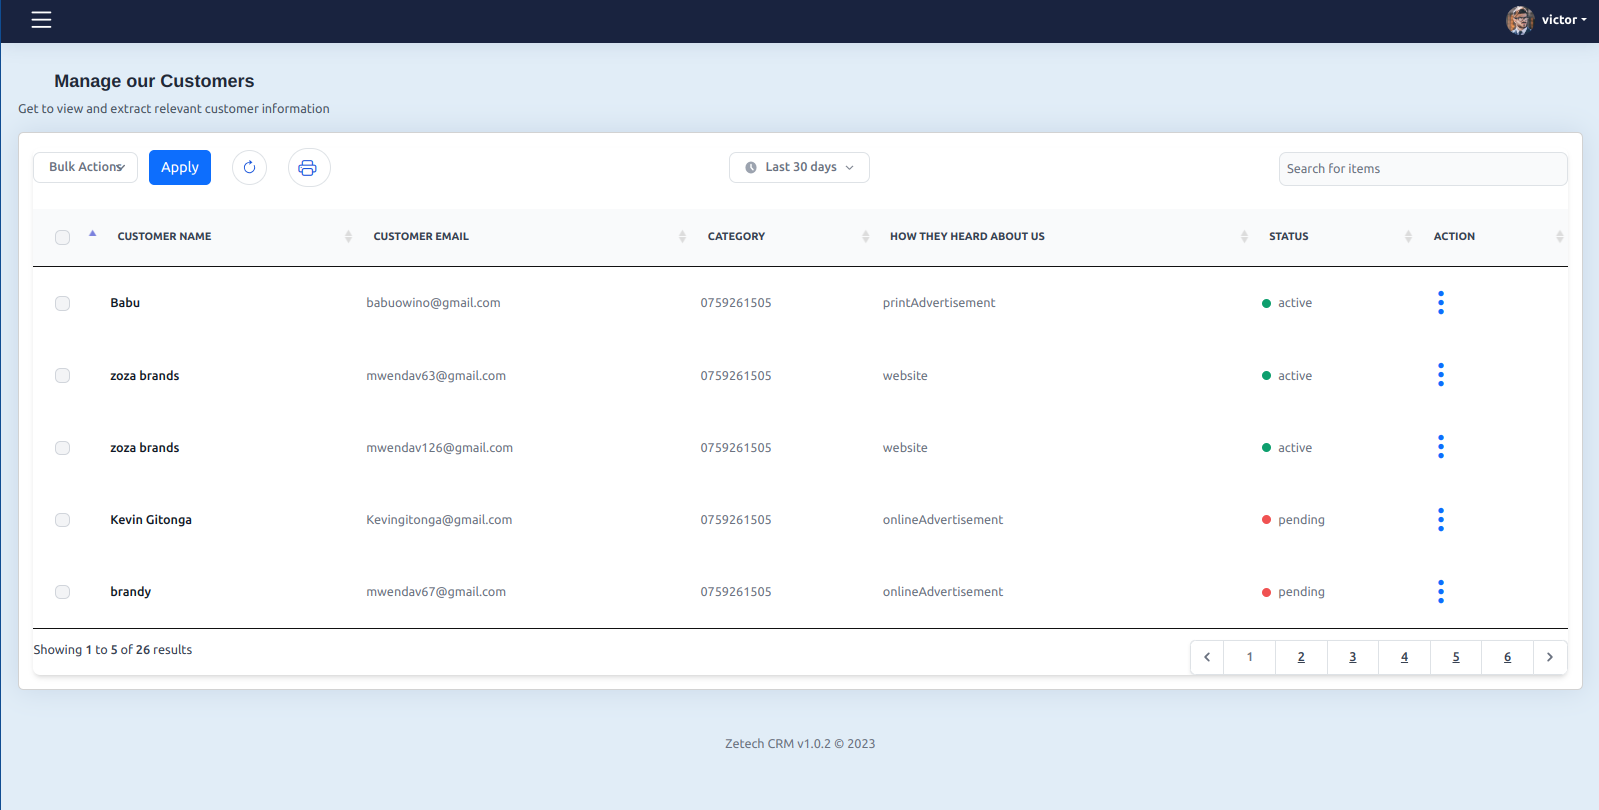 victor
Manage our Customers
Get to view and extract relevant customer information
Bulk Actions Apply Last 30 days Search for items
CUSTOMER NAME CUSTOMER EMAIL CATEGORY HOW THEY HEARD ABOUT US STATUS ACTION
Babu babuowino@gmail.com 0759261505 printAdvertisement active
zoza brands mwendav63@gmail.com 0759261505 website active
zoza brands mwendav126@gmail.com 0759261505 website active
Kevin Gitonga Kevingitonga@gmail.com 0759261505 onlineAdvertisement pending
brandy mwendav67@gmail.com 0759261505 onlineAdvertisement pending
Showing 1 to 5 of 26 results 1 2 3 4 5 6
Zetech CRM v1.0.2 © 2023